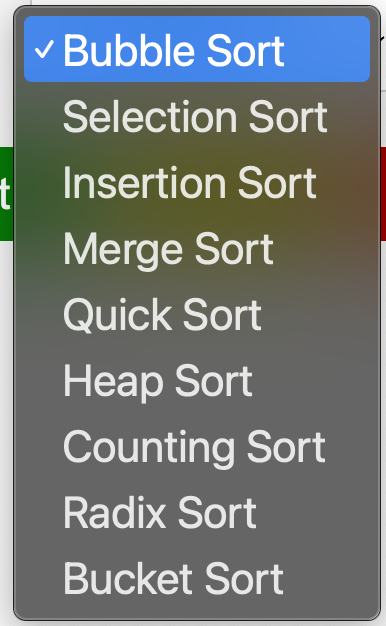 Bubble Sort
Selection Sort
Insertion Sort
t
Merge Sort
Quick Sort
Heap Sort
Counting Sort
Radix Sort
Bucket Sort